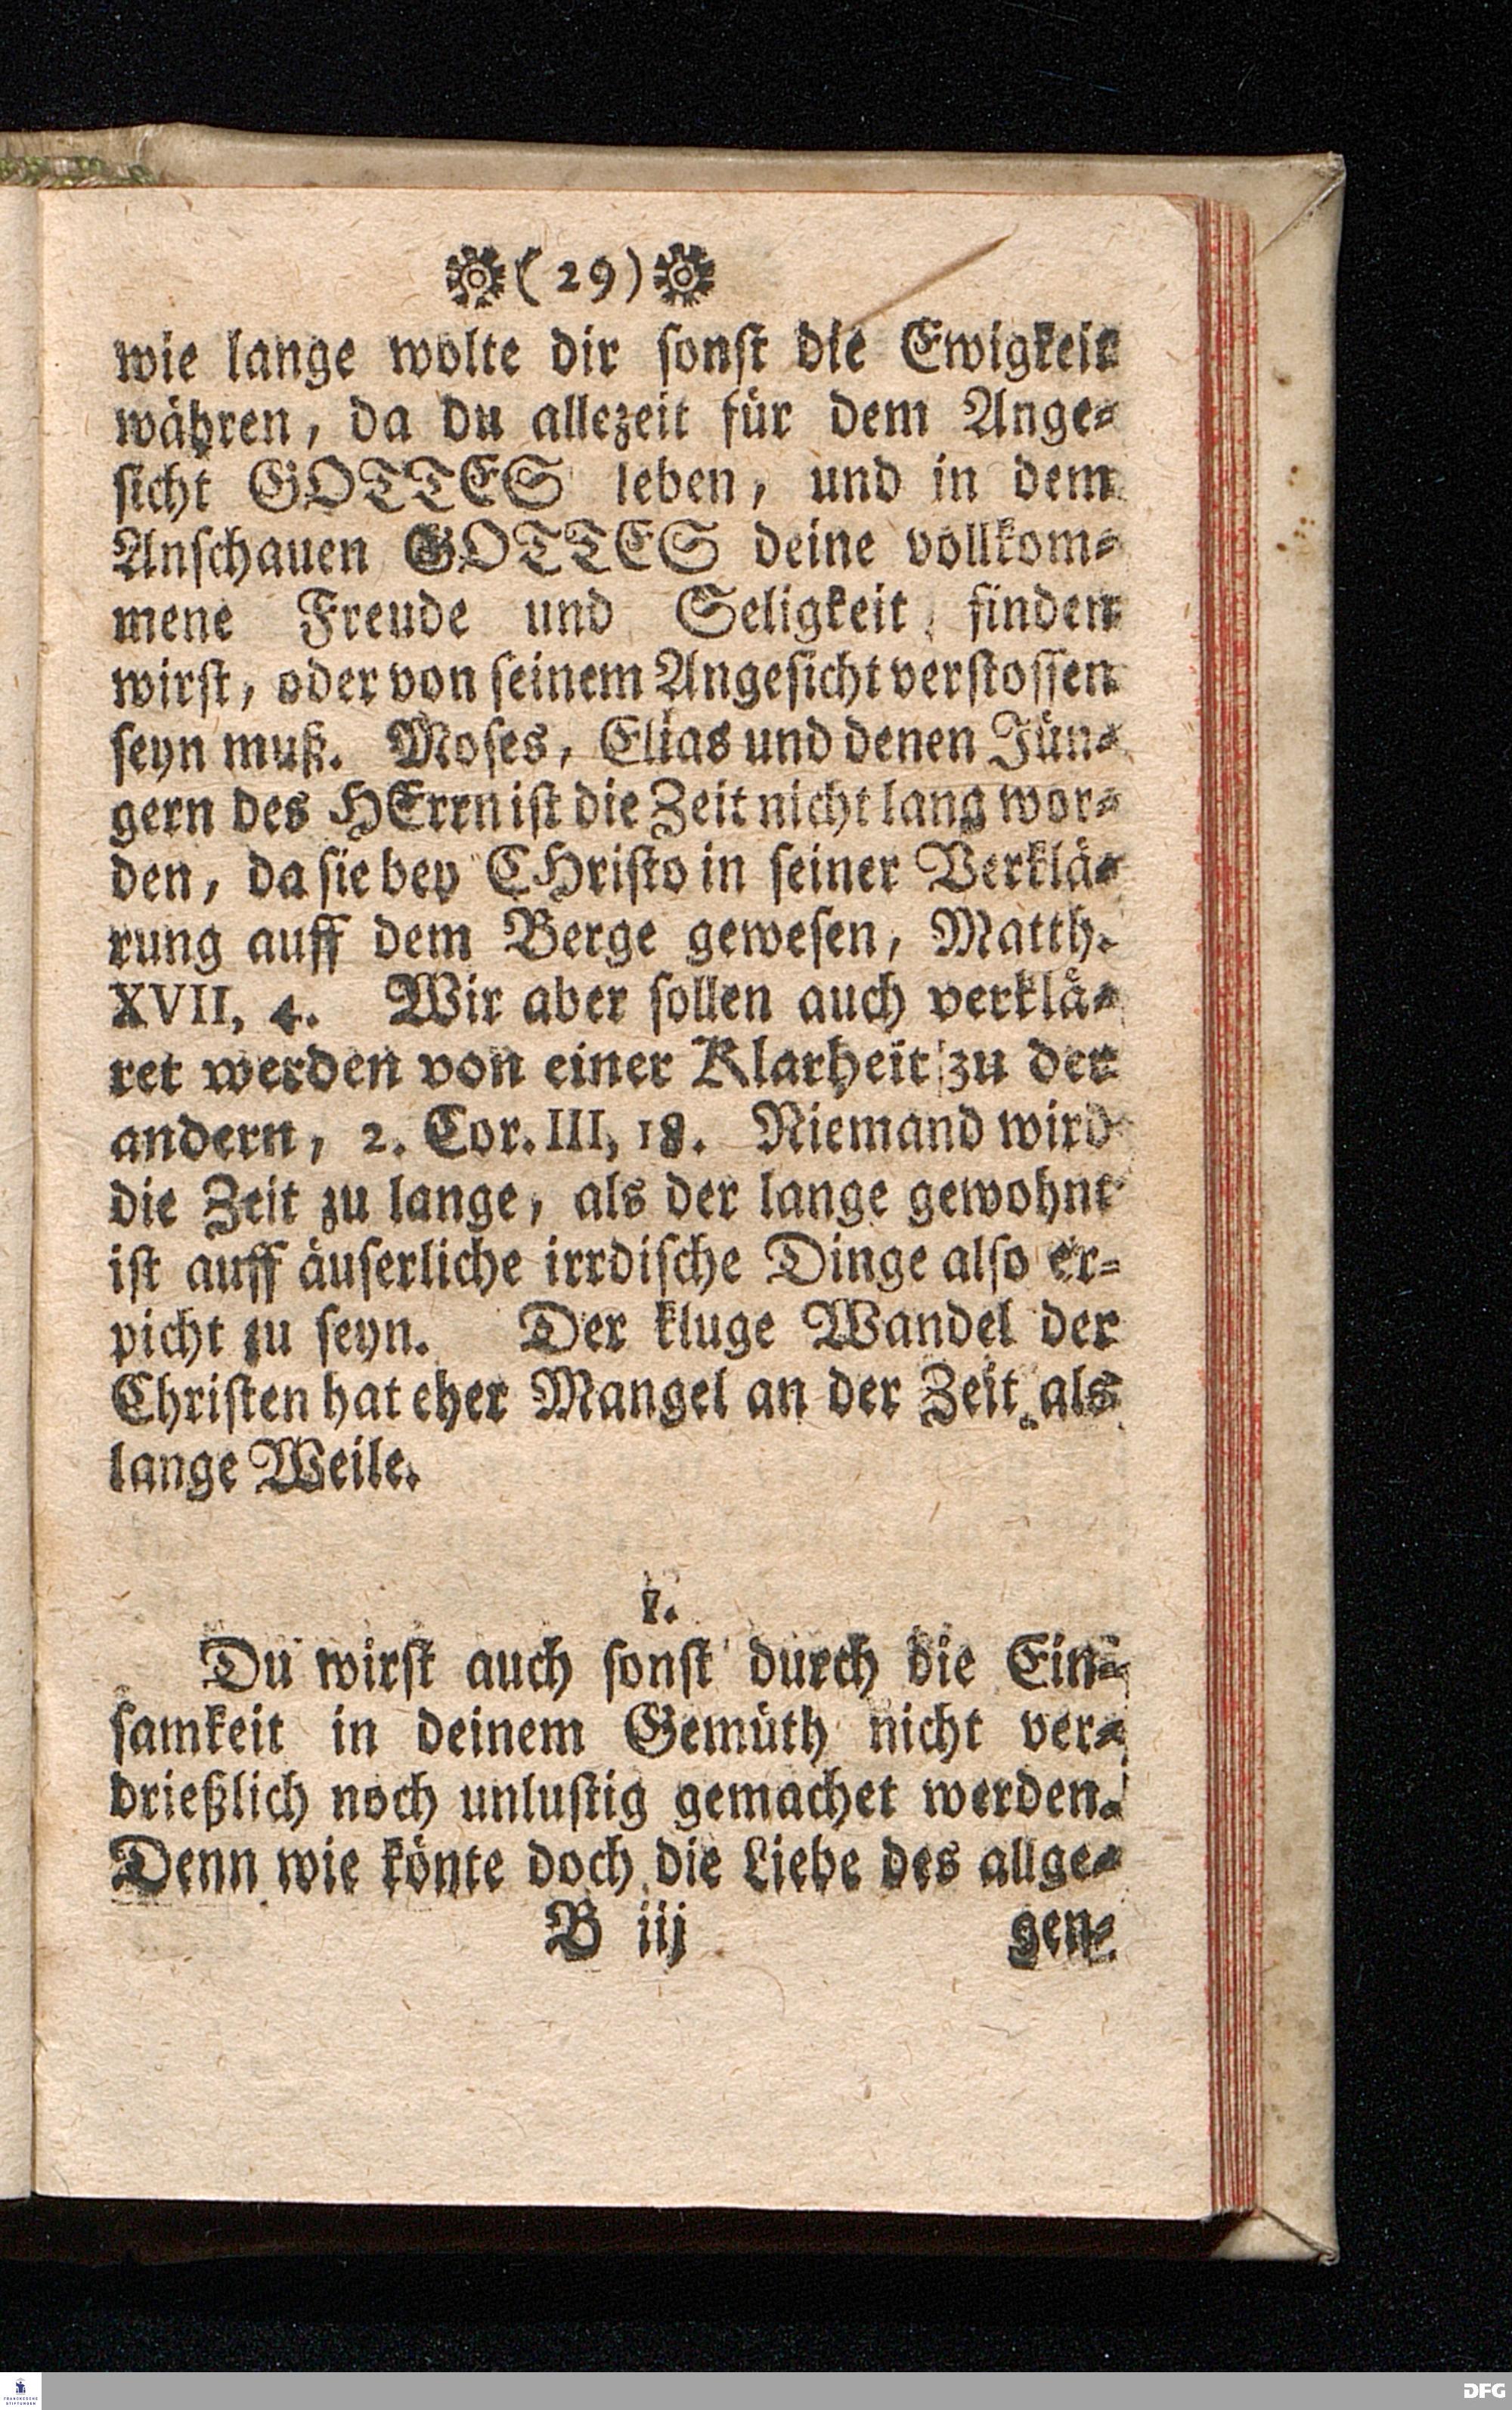 (29)
wie lange wolte dir sonst die Ewigkeit
währen, da du allezeit für dem Ange-
sicht GOTTES leben, und in dem
Anschauen GOTTES deine vollkom-
mene Freude und Seligkeit finden
wirst, oder von seinem Angesicht verstossen
seyn muß. Moses, Elias und denen Jün-
gern des HErrn ist die Zeit nicht lang wor-
den, da sie bey CHristo in seiner Verklä-
rung auff dem Berge gewesen, Matth.
XVII, 4. Wir aber sollen auch verklä-
ret werden von einer Klarheit zu der
andern, 2. Cor. III, 18. Niemand wird
die Zeit zu lange, als der lange gewohnt
ist auff äuserliche irrdische Dinge also er-
picht zu seyn. Der kluge Wandel der
Christen hat eher Mangel an der Zeit als
lange Weile.
Du wirst auch sonst durch die Ein-
samkeit in deinem Gemüth nicht ver-
drießlich noch unlustig gemachet werden.
Denn wie könte doch die Liebe des allge-
B iij gen-
FRANCKESCHE
STIFTUNGEN
DFG